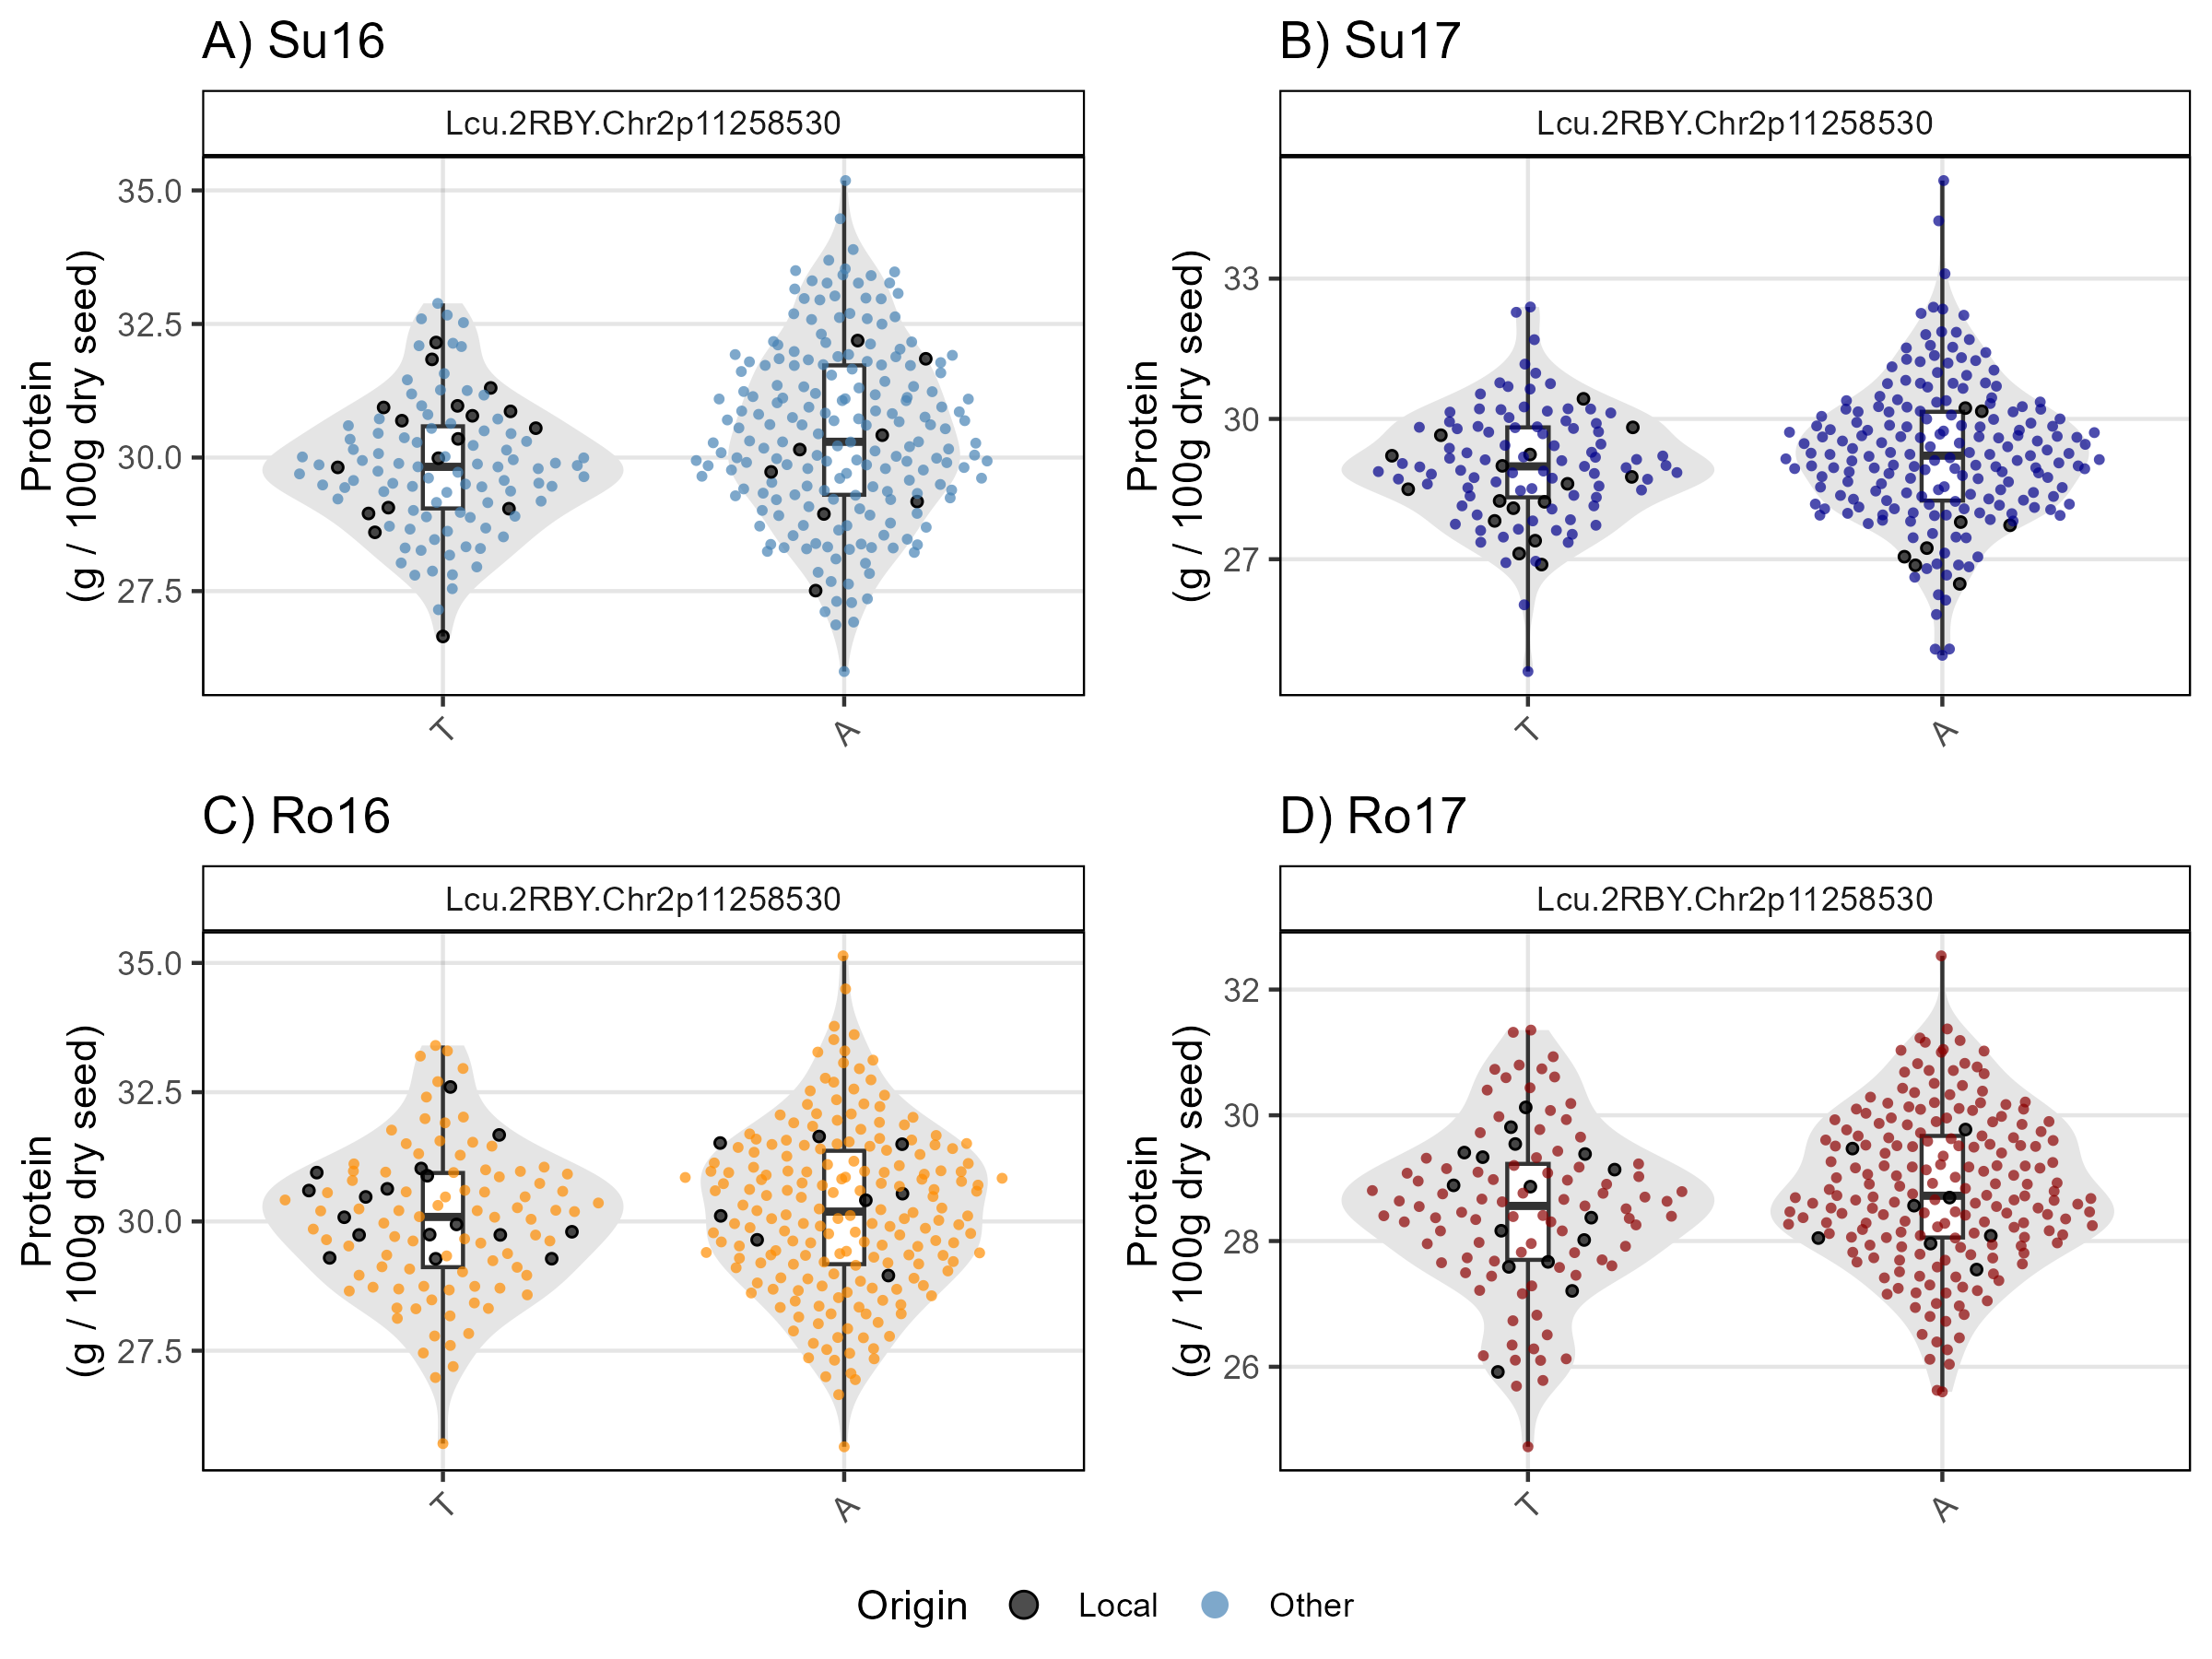 A) Su16
Lcu.2RBY.Chr2p11258530
Protein
(g / 100g dry seed)
35.0
32.5
30.0
27.5
T
A
B) Su17
Lcu.2RBY.Chr2p11258530
Protein
(g / 100g dry seed)
33
30
27
T
A
C) Ro16
Lcu.2RBY.Chr2p11258530
Protein
(g / 100g dry seed)
35.0
32.5
30.0
27.5
T
A
D) Ro17
Lcu.2RBY.Chr2p11258530
Protein
(g / 100g dry seed)
32
30
28
26
T
A
Origin Local Other